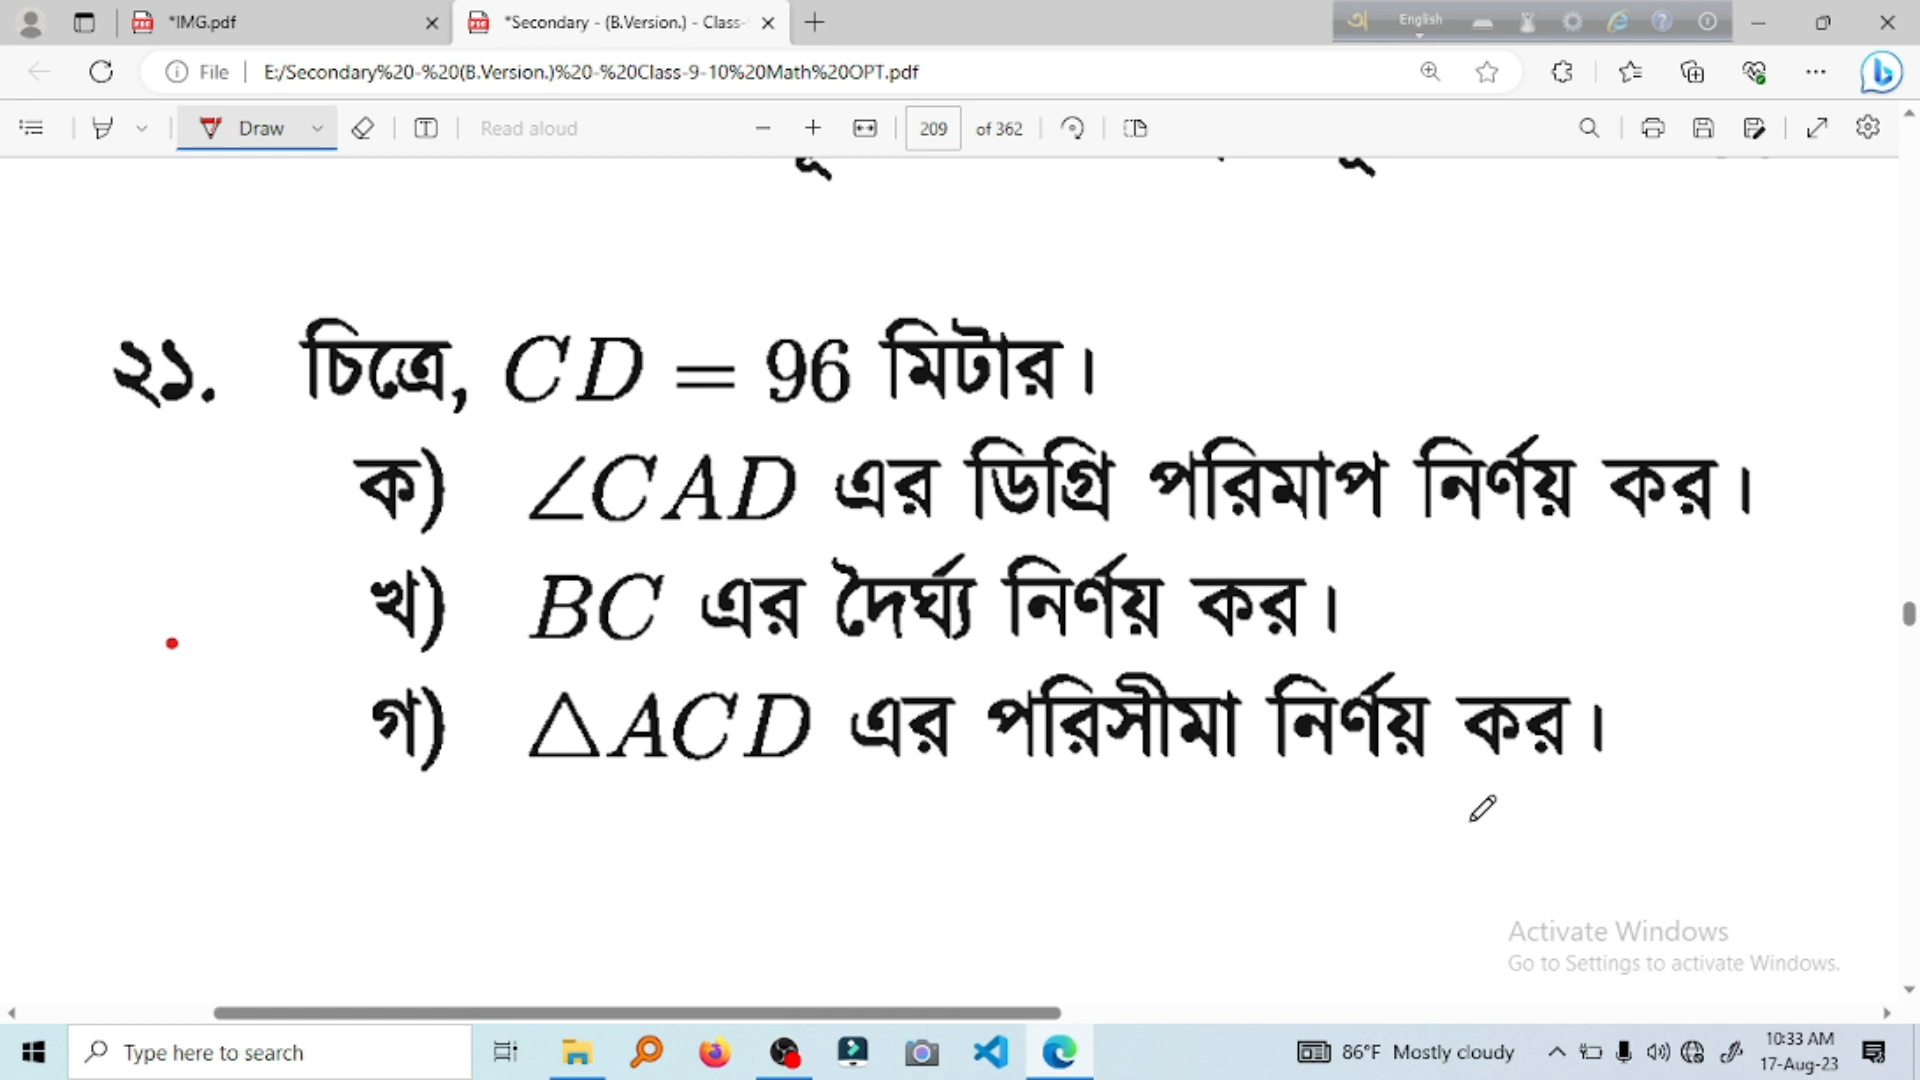 *IMG.pdf
*Secondary - (B.Version.) - Class-
English
File
E:/Secondary%20-%20(B.Version.)%20-%20Class-9-10%20Math%20OPT.pdf
Draw
Read aloud
209 of 362
২১. চিত্রে, CD = 96 মিটার।
ক) ∠CAD এর ডিগ্রি পরিমাপ নির্ণয় কর।
খ) BC এর দৈর্ঘ্য নির্ণয় কর।
গ) △ACD এর পরিসীমা নির্ণয় কর।
Activate Windows
Go to Settings to activate Windows.
Type here to search
86°F Mostly cloudy
10:33 AM
17-Aug-23